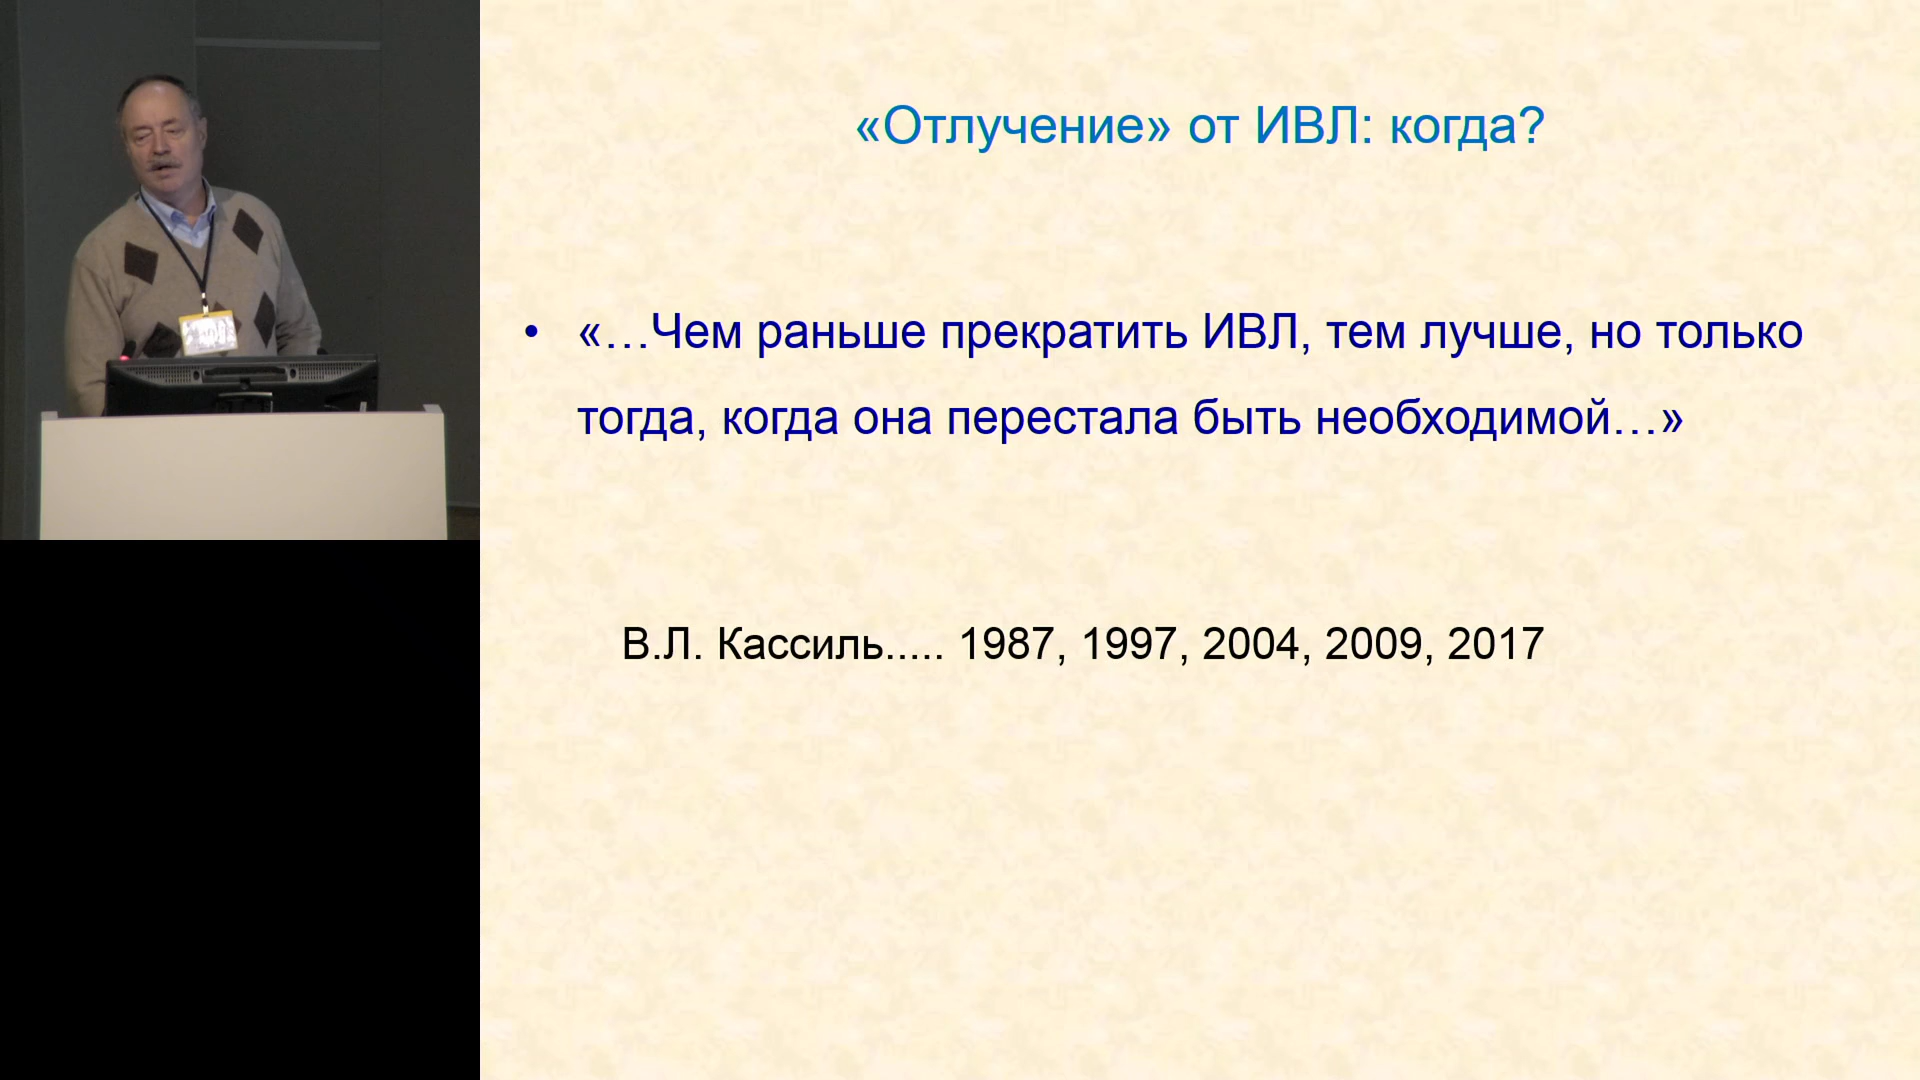 «Отлучение» от ИВЛ: когда?
• «…Чем раньше прекратить ИВЛ, тем лучше, но только
тогда, когда она перестала быть необходимой…»
В.Л. Кассиль..... 1987, 1997, 2004, 2009, 2017